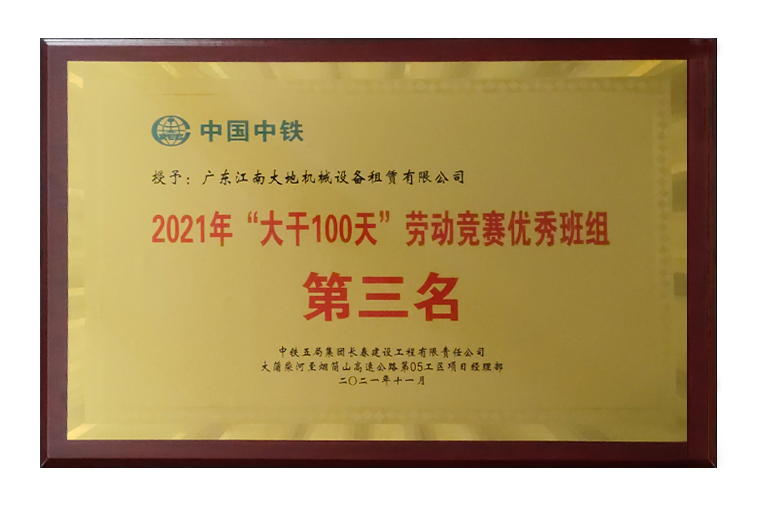 中国中铁
授予：广东江南大地机械设备租赁有限公司
2021年“大干100天”劳动竞赛优秀班组
第三名
中铁五局集团长春建设工程有限责任公司
大蒲柴河至烟筒山高速公路第05工区项目经理部
二〇二一年十一月